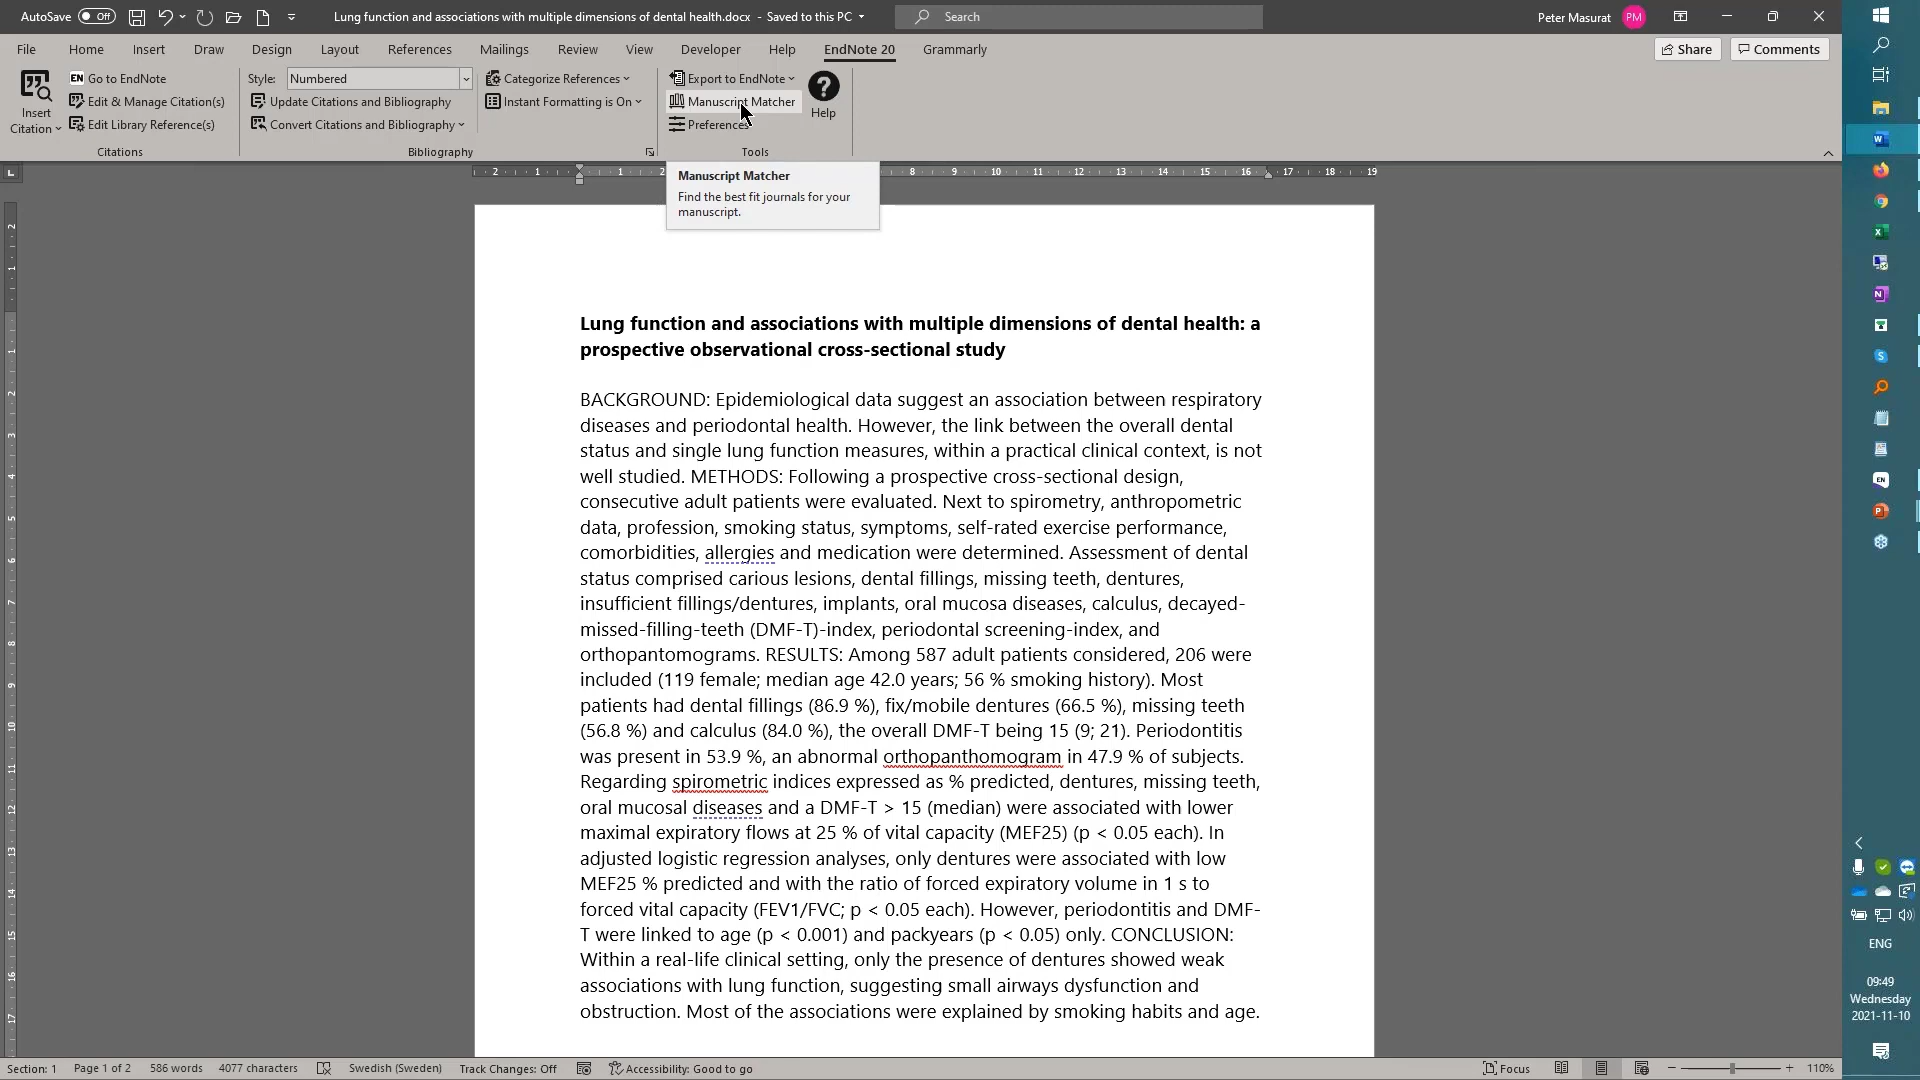 AutoSave Off
Lung function and associations with multiple dimensions of dental health.docx - Saved to this PC
Search
Peter Masurat PM
File Home Insert Draw Design Layout References Mailings Review View Developer Help EndNote 20 Grammarly
Share Comments
Insert Citation
EN Go to EndNote
Edit & Manage Citation(s)
Edit Library Reference(s)
Citations
Style: Numbered
Update Citations and Bibliography
Convert Citations and Bibliography
Categorize References
Instant Formatting is On
Bibliography
Export to EndNote
Manuscript Matcher
Preferences
Help
Tools
2 1 1 2 8 9 10 11 12 13 14 15 16 17 18 19
Manuscript Matcher
Find the best fit journals for your
manuscript.
Lung function and associations with multiple dimensions of dental health: a
prospective observational cross-sectional study
BACKGROUND: Epidemiological data suggest an association between respiratory
diseases and periodontal health. However, the link between the overall dental
status and single lung function measures, within a practical clinical context, is not
well studied. METHODS: Following a prospective cross-sectional design,
consecutive adult patients were evaluated. Next to spirometry, anthropometric
data, profession, smoking status, symptoms, self-rated exercise performance,
comorbidities, allergies and medication were determined. Assessment of dental
status comprised carious lesions, dental fillings, missing teeth, dentures,
insufficient fillings/dentures, implants, oral mucosa diseases, calculus, decayed-
missed-filling-teeth (DMF-T)-index, periodontal screening-index, and
orthopantomograms. RESULTS: Among 587 adult patients considered, 206 were
included (119 female; median age 42.0 years; 56 % smoking history). Most
patients had dental fillings (86.9 %), fix/mobile dentures (66.5 %), missing teeth
(56.8 %) and calculus (84.0 %), the overall DMF-T being 15 (9; 21). Periodontitis
was present in 53.9 %, an abnormal orthopanthomogram in 47.9 % of subjects.
Regarding spirometric indices expressed as % predicted, dentures, missing teeth,
oral mucosal diseases and a DMF-T > 15 (median) were associated with lower
maximal expiratory flows at 25 % of vital capacity (MEF25) (p < 0.05 each). In
adjusted logistic regression analyses, only dentures were associated with low
MEF25 % predicted and with the ratio of forced expiratory volume in 1 s to
forced vital capacity (FEV1/FVC; p < 0.05 each). However, periodontitis and DMF-
T were linked to age (p < 0.001) and packyears (p < 0.05) only. CONCLUSION:
Within a real-life clinical setting, only the presence of dentures showed weak
associations with lung function, suggesting small airways dysfunction and
obstruction. Most of the associations were explained by smoking habits and age.
Section: 1 Page 1 of 2 586 words 4077 characters Swedish (Sweden) Track Changes: Off Accessibility: Good to go
Focus 110%
ENG
09:49
Wednesday
2021-11-10